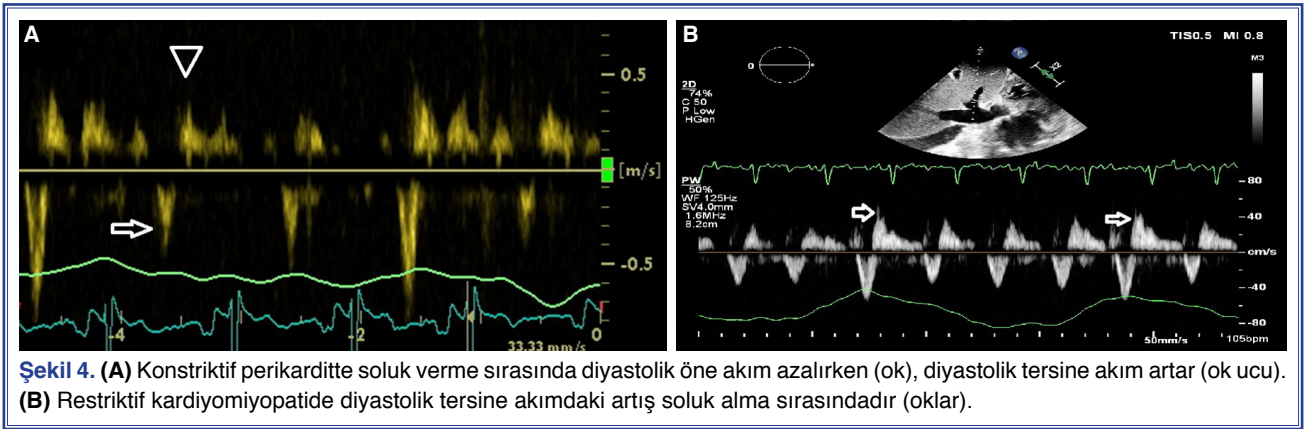 A
0.5
[m/s]
-0.5
-4
-2
0
33.33 mm/s
B
TIS0.5 MI 0.8
M3
2D
74%
C 50
P Low
HGen
PW
50%
WF 125Hz
SV4.0mm
1.6MHz
8.2cm
0
P
X2
80
40
cm/s
-40
-80
50mm/s
105bpm
Şekil 4. (A) Konstriktif perikarditte soluk verme sırasında diyastolik öne akım azalırken (ok), diyastolik tersine akım artar (ok ucu).
(B) Restriktif kardiyomiyopatide diyastolik tersine akımdaki artış soluk alma sırasındadır (oklar).